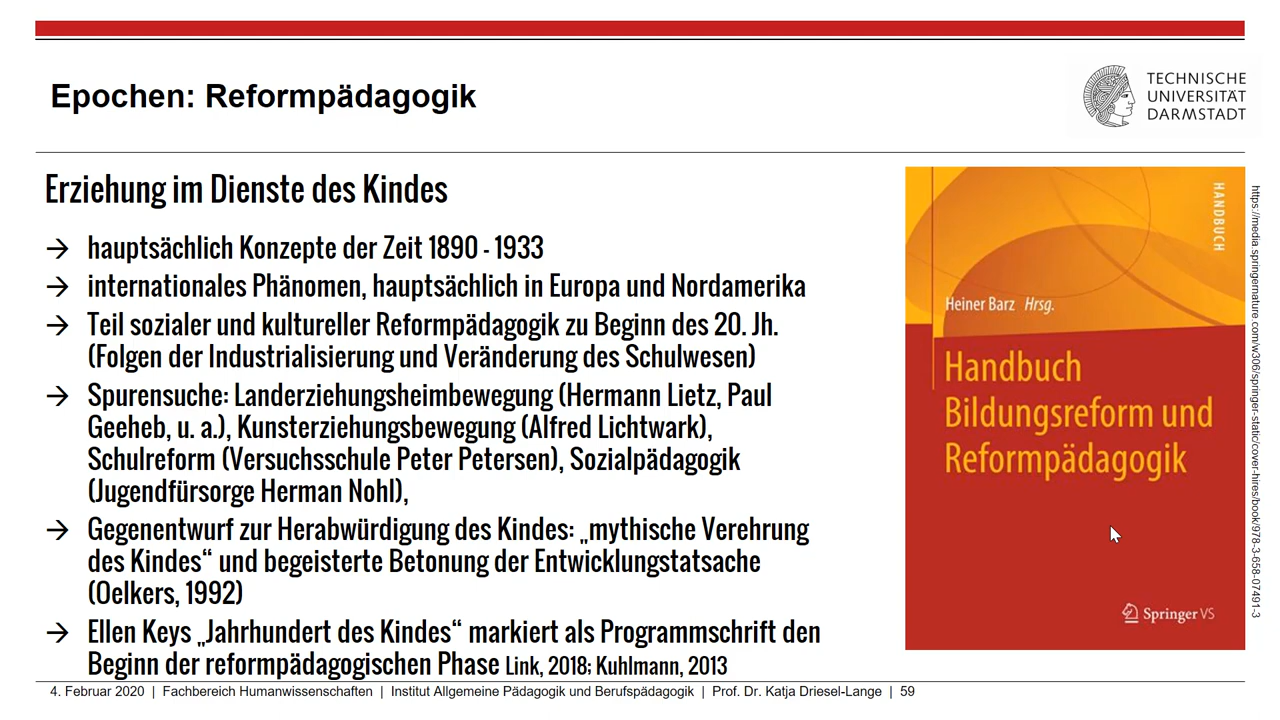 Epochen: Reformpädagogik
TECHNISCHE
UNIVERSITÄT
DARMSTADT
Erziehung im Dienste des Kindes
→ hauptsächlich Konzepte der Zeit 1890 - 1933
→ internationales Phänomen, hauptsächlich in Europa und Nordamerika
→ Teil sozialer und kultureller Reformpädagogik zu Beginn des 20. Jh.
(Folgen der Industrialisierung und Veränderung des Schulwesen)
→ Spurensuche: Landerziehungsheimbewegung (Hermann Lietz, Paul
Geeheb, u. a.), Kunsterziehungsbewegung (Alfred Lichtwark),
Schulreform (Versuchsschule Peter Petersen), Sozialpädagogik
(Jugendfürsorge Herman Nohl),
→ Gegenentwurf zur Herabwürdigung des Kindes: „mythische Verehrung
des Kindes“ und begeisterte Betonung der Entwicklungstatsache
(Oelkers, 1992)
→ Ellen Keys „Jahrhundert des Kindes“ markiert als Programmschrift den
Beginn der reformpädagogischen Phase Link, 2018; Kuhlmann, 2013
HANDBUCH
Heiner Barz Hrsg.
Handbuch
Bildungsreform und
Reformpädagogik
Springer VS
https://media.springernature.com/w306/springer-static/cover-hires/book/978-3-658-07491-3
4. Februar 2020 | Fachbereich Humanwissenschaften | Institut Allgemeine Pädagogik und Berufspädagogik | Prof. Dr. Katja Driesel-Lange | 59